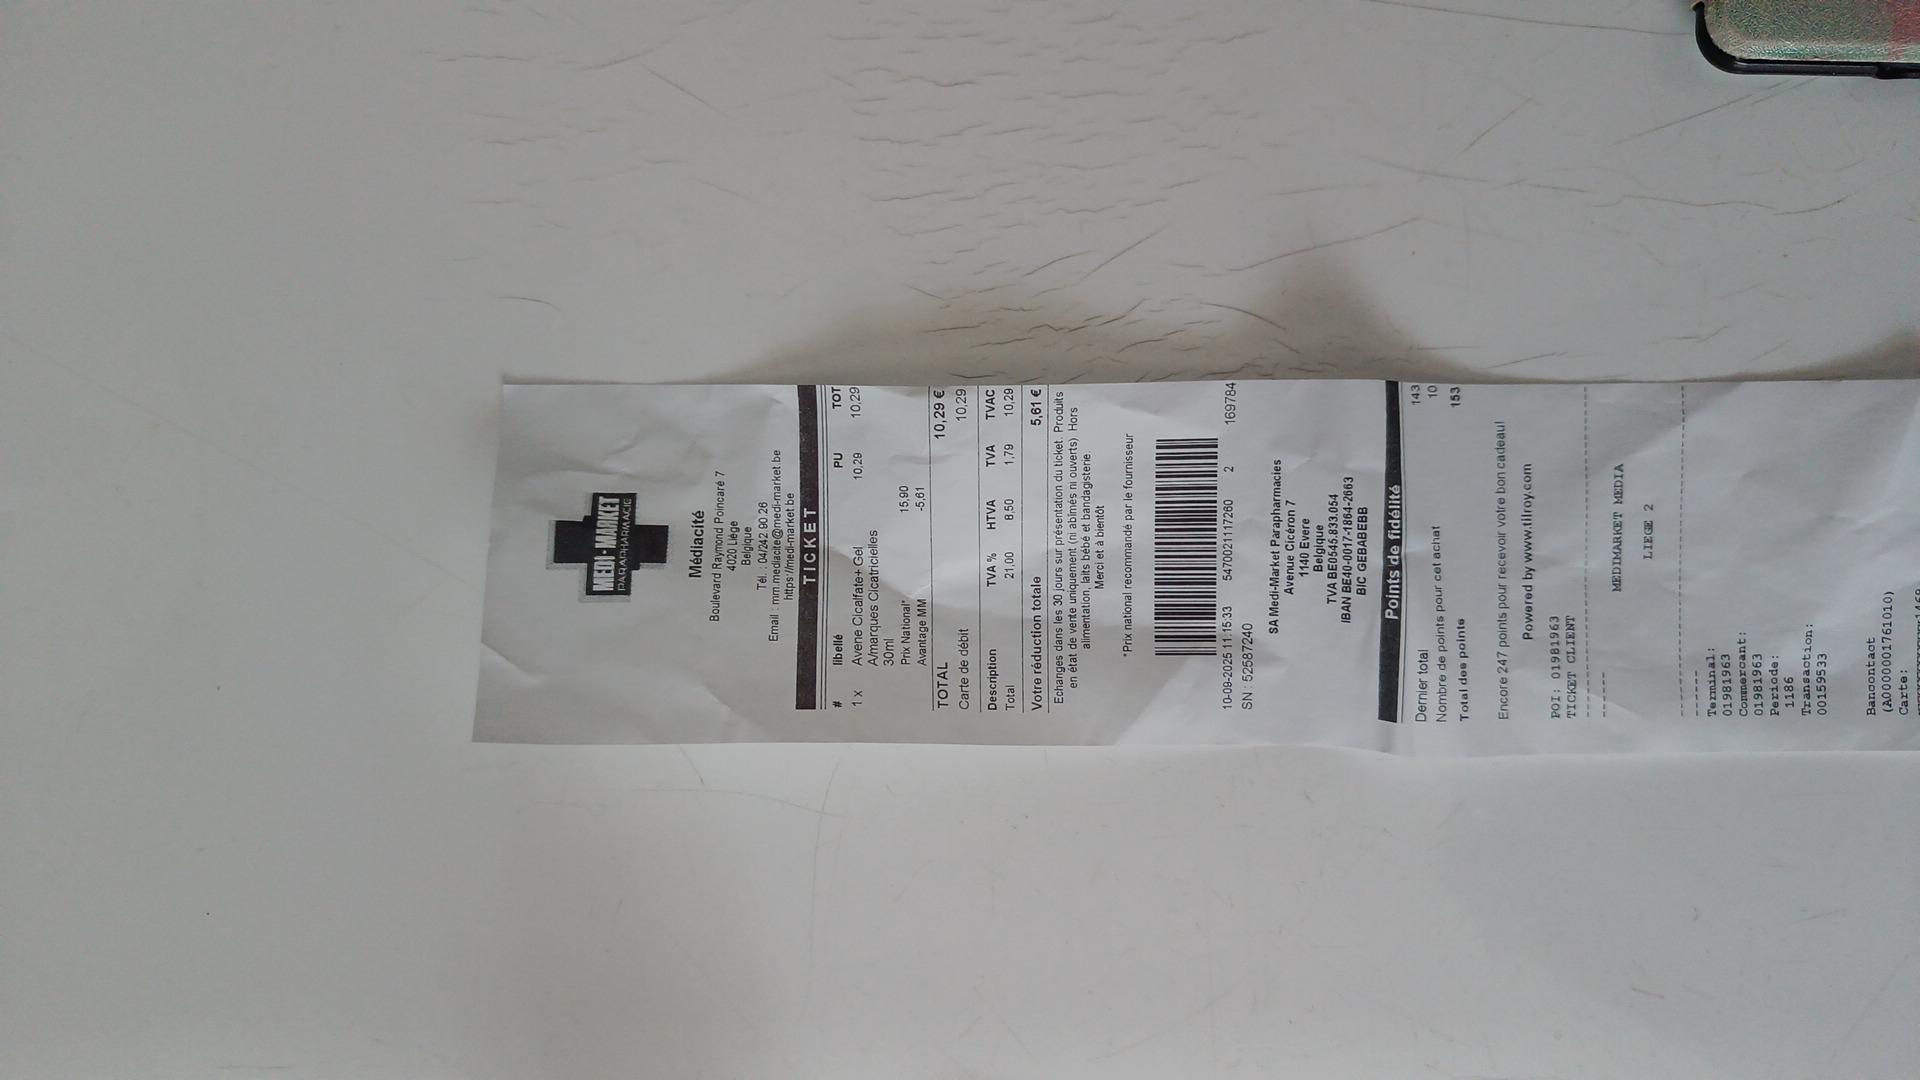 MEDI-MARKET
PARAPHARMACIE
Médiacité
Boulevard Raymond Poincaré 7
4020 Liège
Belgique
Tél. : 04/242 90 26
Email : mm.mediacite@medi-market.be
https://medi-market.be
TICKET
# libellé PU TOT
1 x Avene Cicalfate+ Gel 10,29 10,29
A/marques Cicatricielles
30ml
Prix National* 15,90
Avantage MM -5,61
TOTAL 10,29 €
Carte de débit 10,29
Description TVA % HTVA TVA TVAC
Total 21,00 8,50 1,79 10,29
Votre réduction totale 5,61 €
Echanges dans les 30 jours sur présentation du ticket. Produits
en état de vente uniquement (ni abîmés ni ouverts) Hors
alimentation, laits bébé et bandagisterie.
Merci et à bientôt
*Prix national recommandé par le fournisseur
10-09-2025 11:15:33 5470021117260 2 169784
SN : 52587240
SA Medi-Market Parapharmacies
Avenue Cicéron 7
1140 Evere
Belgique
TVA BE0545.833.054
IBAN BE40-0017-1864-2663
BIC GEBABEBB
Points de fidélité
Dernier total 143
Nombre de points pour cet achat 10
Total des points 153
Encore 247 points pour recevoir votre bon cadeau!
Powered by www.tilroy.com
POI: 01981963
TICKET CLIENT
MEDIMARKET MEDIA
LIEGE 2
Terminal:
01981963
Commercant:
01981963
Periode:
1186
Transaction:
00159533
Bancontact
(A0000001761010)
Carte: